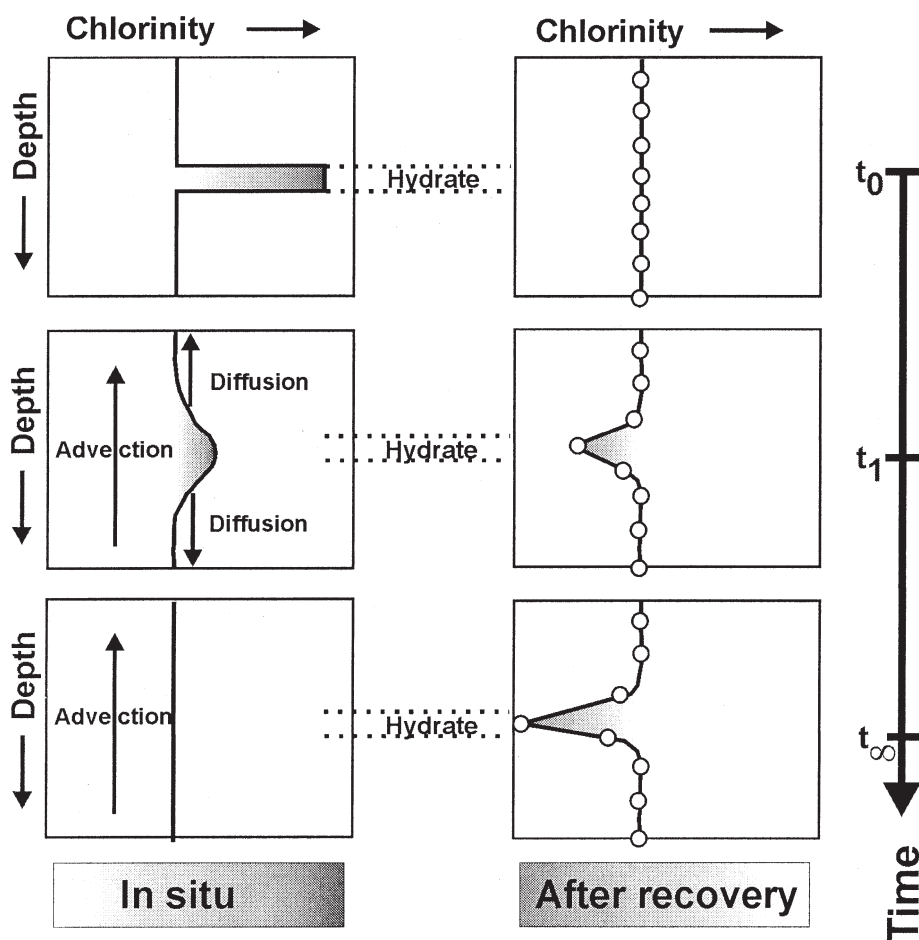 Chlorinity
Chlorinity
Depth
Hydrate
t0
Depth
Diffusion
Advection
Diffusion
Hydrate
t1
Depth
Advection
Hydrate
t∞
In situ
After recovery
Time